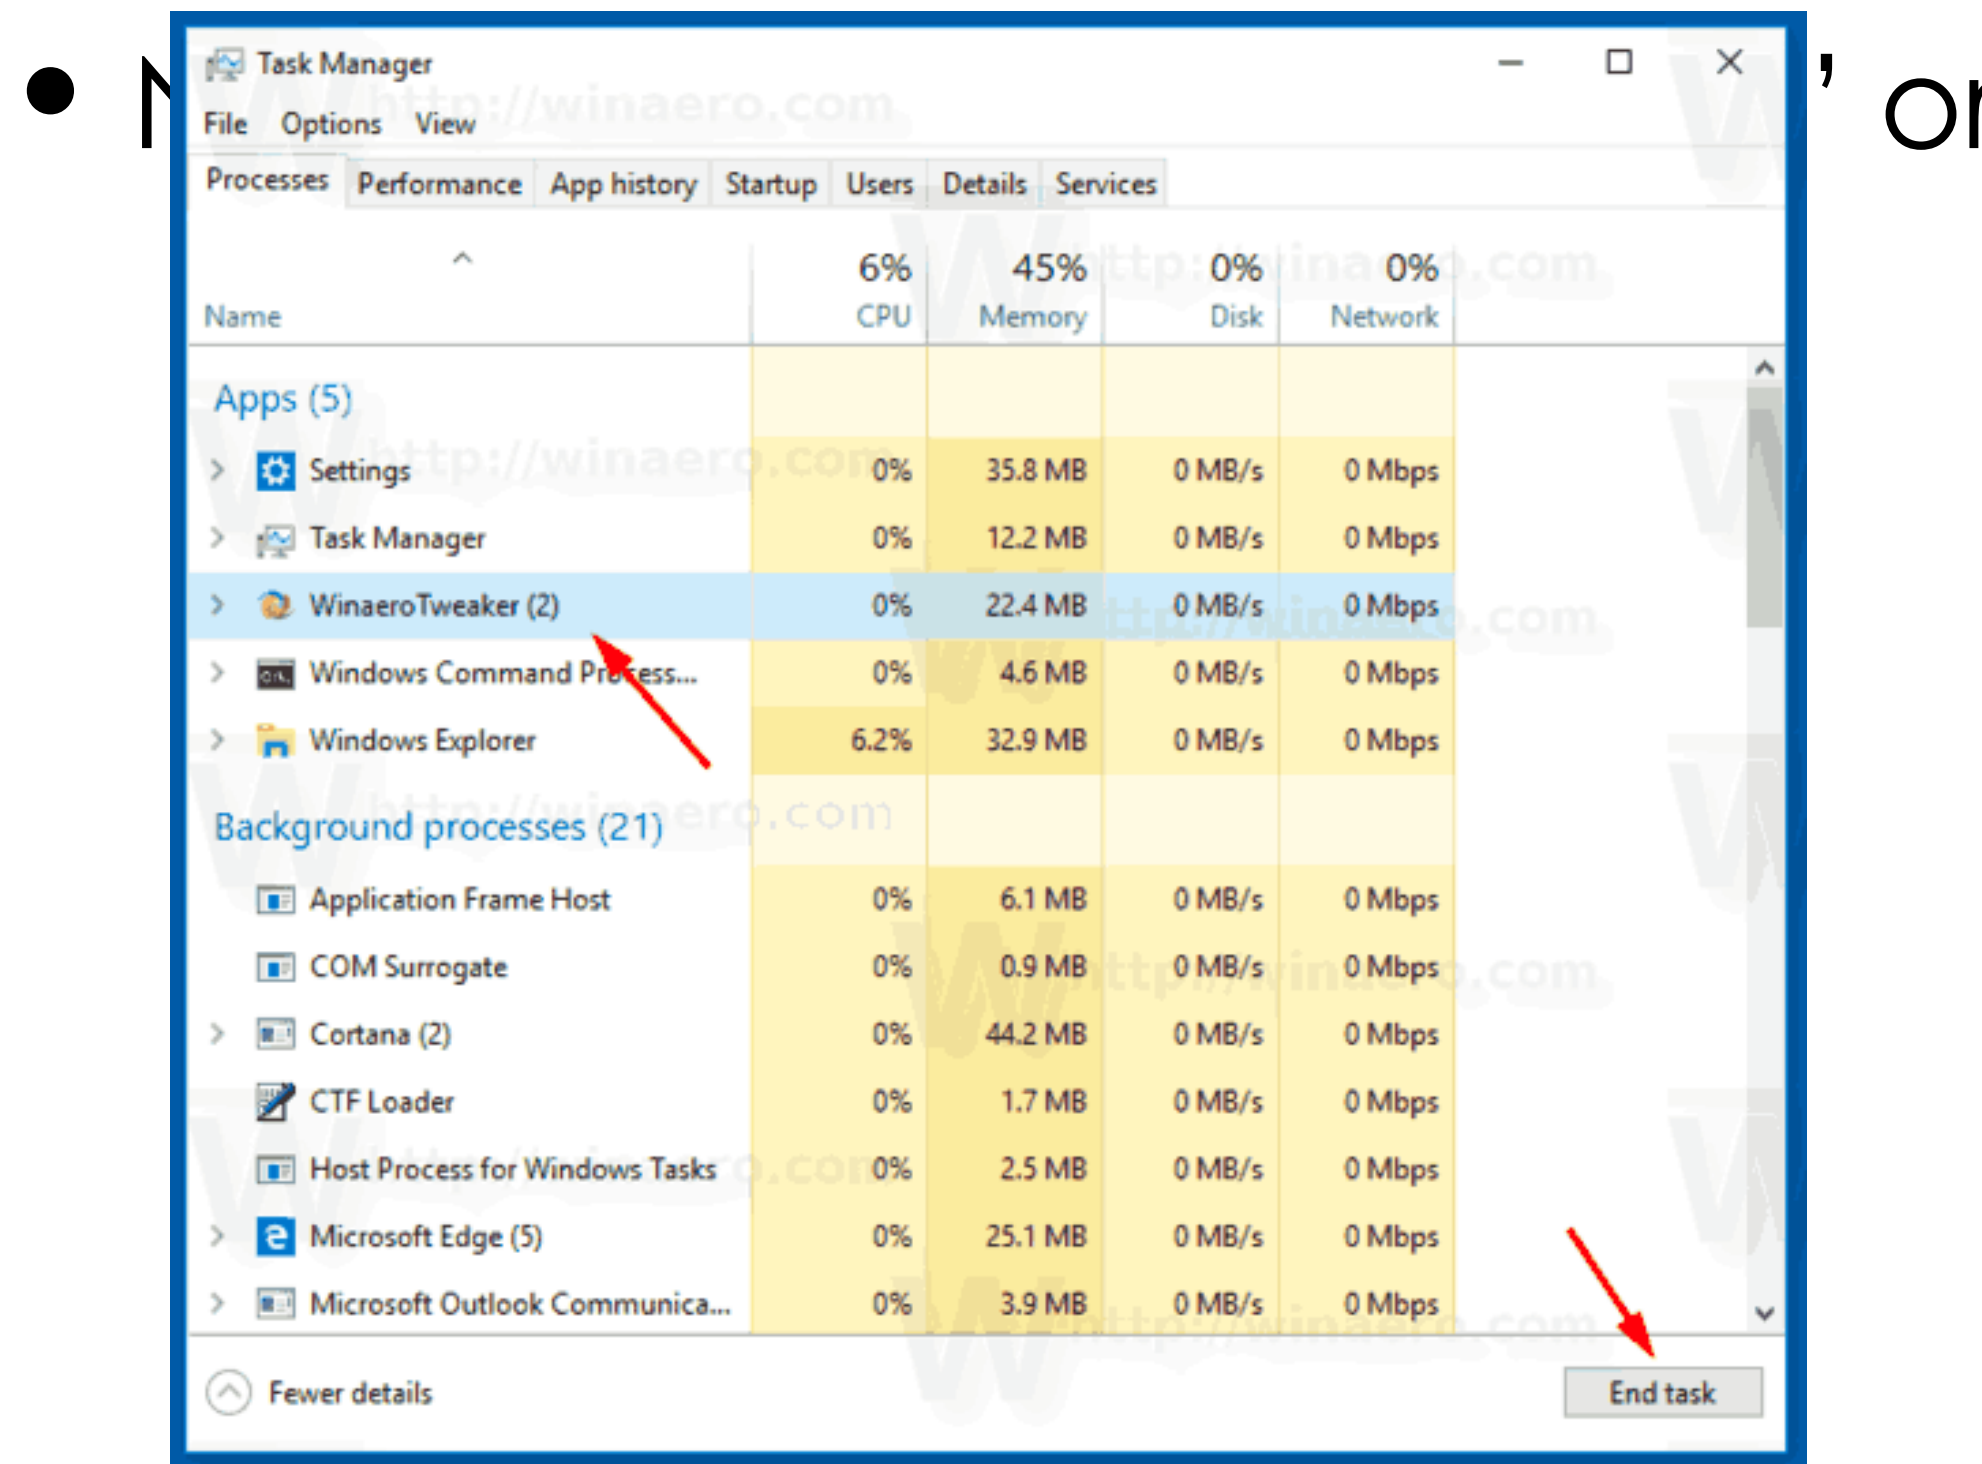 Task Manager
File Options View
Processes Performance App history Startup Users Details Services
6% 45% 0% 0%
Name CPU Memory Disk Network
Apps (5)
Settings 0% 35.8 MB 0 MB/s 0 Mbps
Task Manager 0% 12.2 MB 0 MB/s 0 Mbps
WinaeroTweaker (2) 0% 22.4 MB 0 MB/s 0 Mbps
Windows Command Process... 0% 4.6 MB 0 MB/s 0 Mbps
Windows Explorer 6.2% 32.9 MB 0 MB/s 0 Mbps
Background processes (21)
Application Frame Host 0% 6.1 MB 0 MB/s 0 Mbps
COM Surrogate 0% 0.9 MB 0 MB/s 0 Mbps
Cortana (2) 0% 44.2 MB 0 MB/s 0 Mbps
CTF Loader 0% 1.7 MB 0 MB/s 0 Mbps
Host Process for Windows Tasks 0% 2.5 MB 0 MB/s 0 Mbps
Microsoft Edge (5) 0% 25.1 MB 0 MB/s 0 Mbps
Microsoft Outlook Communica... 0% 3.9 MB 0 MB/s 0 Mbps
Fewer details End task
http://winaero.com